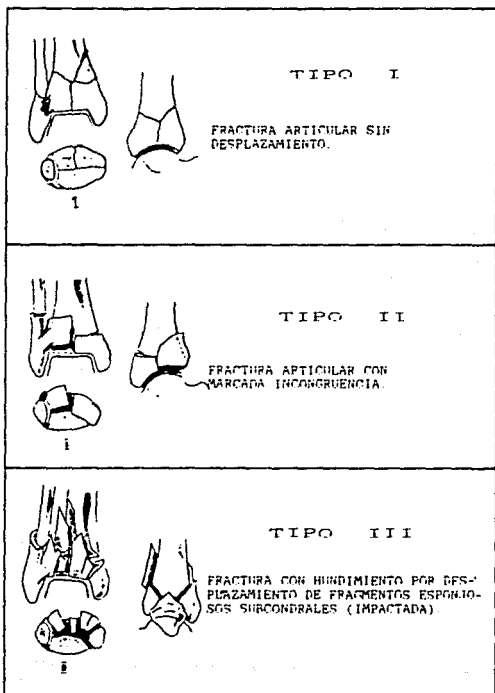 TIPO I
FRACTURA ARTICULAR SIN
DESPLAZAMIENTO.
1
TIPO II
FRACTURA ARTICULAR CON
MARCADA INCONGRUENCIA.
TIPO III
FRACTURA CON HUNDIMIENTO POR DES-
PLAZAMIENTO DE FRAGMENTOS ESPONJO-
SOS SUBCONDRALES (IMPACTADA)